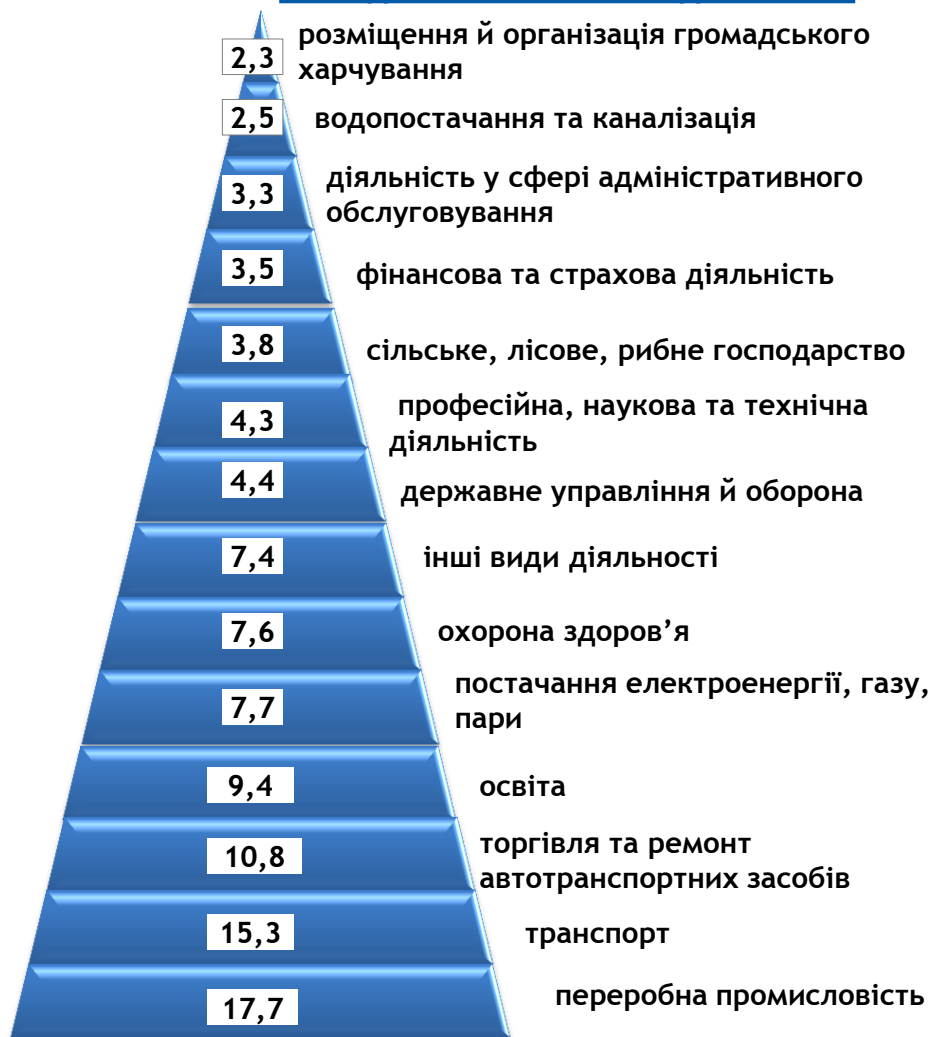 2,3
розміщення й організація громадського
харчування
2,5
водопостачання та каналізація
3,3
діяльність у сфері адміністративного
обслуговування
3,5
фінансова та страхова діяльність
3,8
сільське, лісове, рибне господарство
4,3
професійна, наукова та технічна
діяльність
4,4
державне управління й оборона
7,4
інші види діяльності
7,6
охорона здоров’я
7,7
постачання електроенергії, газу,
пари
9,4
освіта
10,8
торгівля та ремонт
автотранспортних засобів
15,3
транспорт
17,7
переробна промисловість